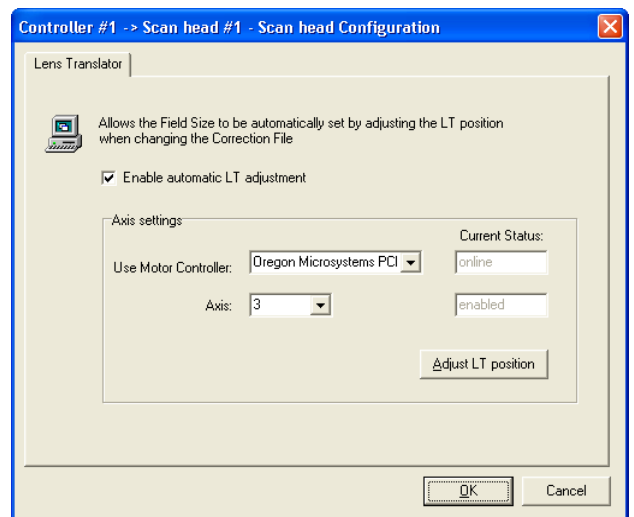 Controller #1 -> Scan head #1 - Scan head Configuration
Lens Translator
Allows the Field Size to be automatically set by adjusting the LT position
when changing the Correction File
Enable automatic LT adjustment
Axis settings
Current Status:
Use Motor Controller: Oregon Microsystems PCI online
Axis: 3 enabled
Adjust LT position
OK Cancel